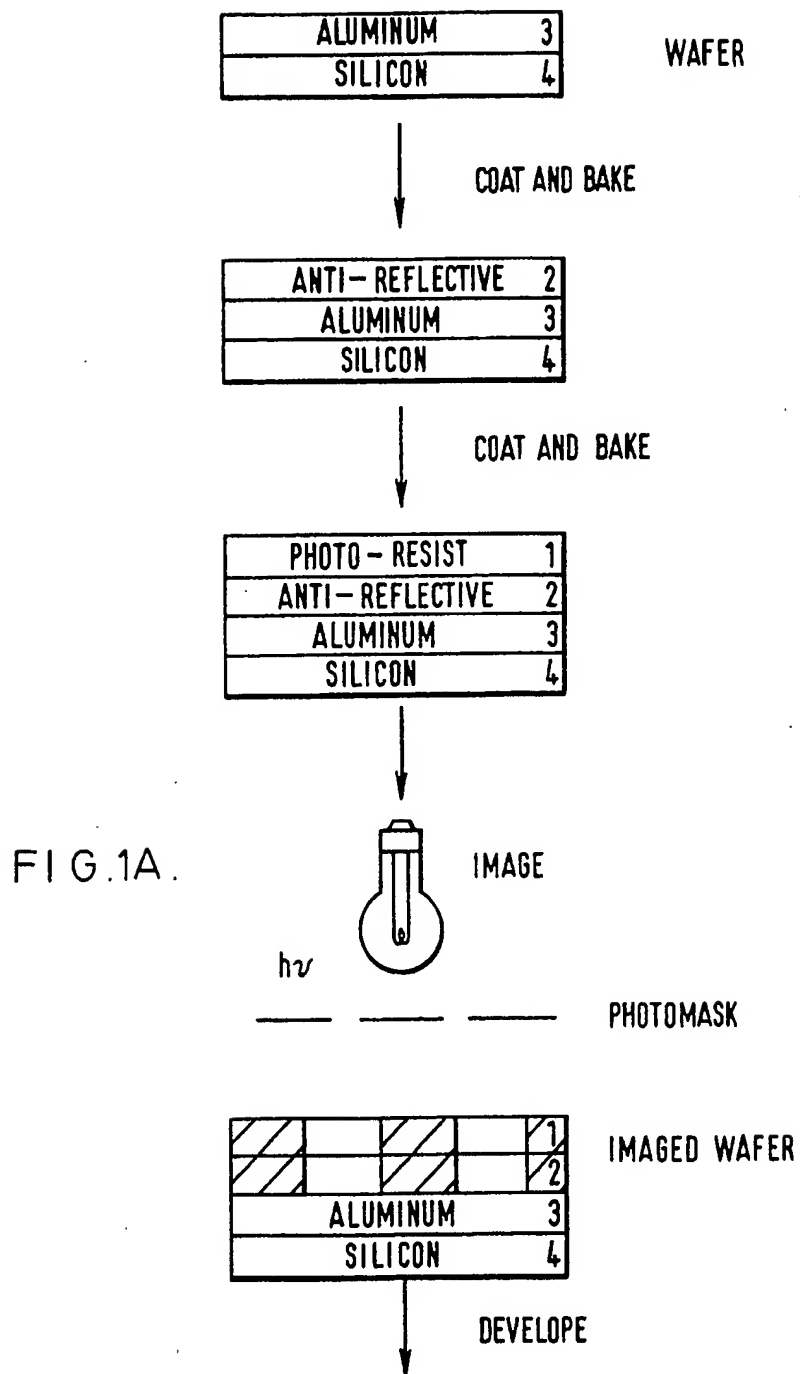 ALUMINUM 3
SILICON 4
WAFER
COAT AND BAKE
ANTI-REFLECTIVE 2
ALUMINUM 3
SILICON 4
COAT AND BAKE
PHOTO-RESIST 1
ANTI-REFLECTIVE 2
ALUMINUM 3
SILICON 4
FIG.1A.
IMAGE
hν
PHOTOMASK
1
2
IMAGED WAFER
ALUMINUM 3
SILICON 4
DEVELOPE